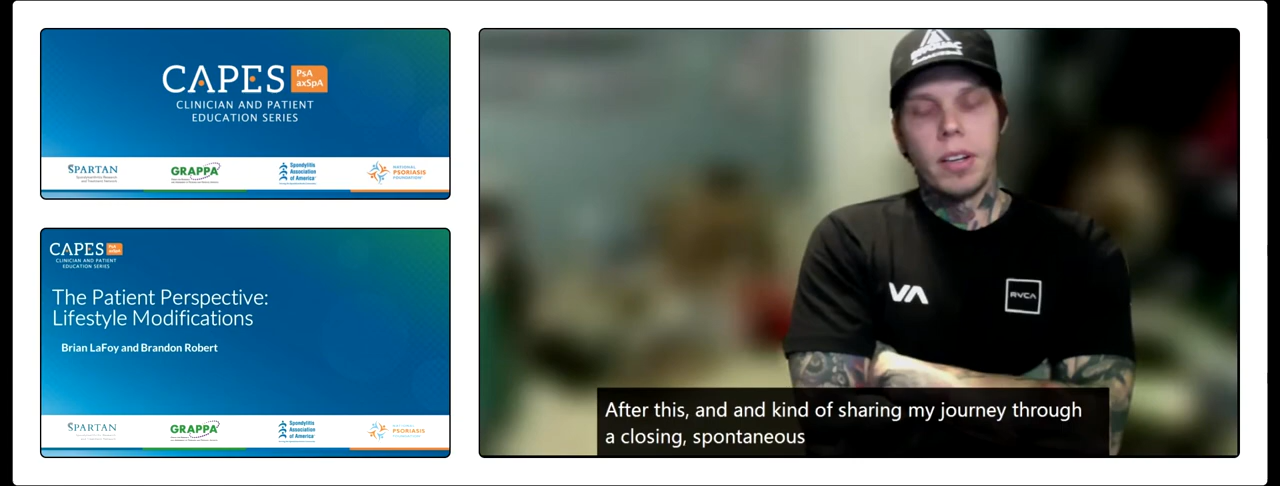 CAPES
PsA
axSpA
CLINICIAN AND PATIENT
EDUCATION SERIES
SPARTAN
GRAPPA
Spondylitis
Association
of America
NATIONAL
PSORIASIS
FOUNDATION
CAPES
PsA
axSpA
CLINICIAN AND PATIENT
EDUCATION SERIES
The Patient Perspective:
Lifestyle Modifications
Brian LaFoy and Brandon Robert
SPARTAN
GRAPPA
Spondylitis
Association
of America
NATIONAL
PSORIASIS
FOUNDATION
VA
RVCA
After this, and and kind of sharing my journey through
a closing, spontaneous